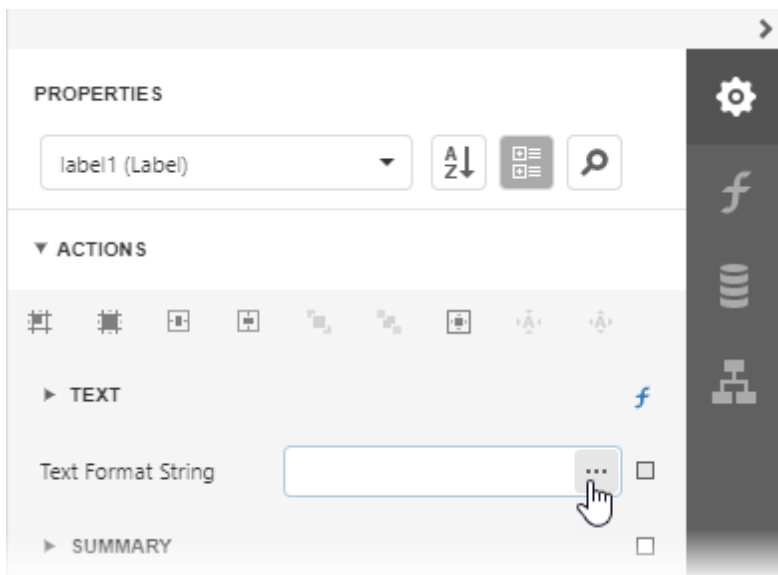 PROPERTIES
label1 (Label)
ACTIONS
TEXT
Text Format String
SUMMARY